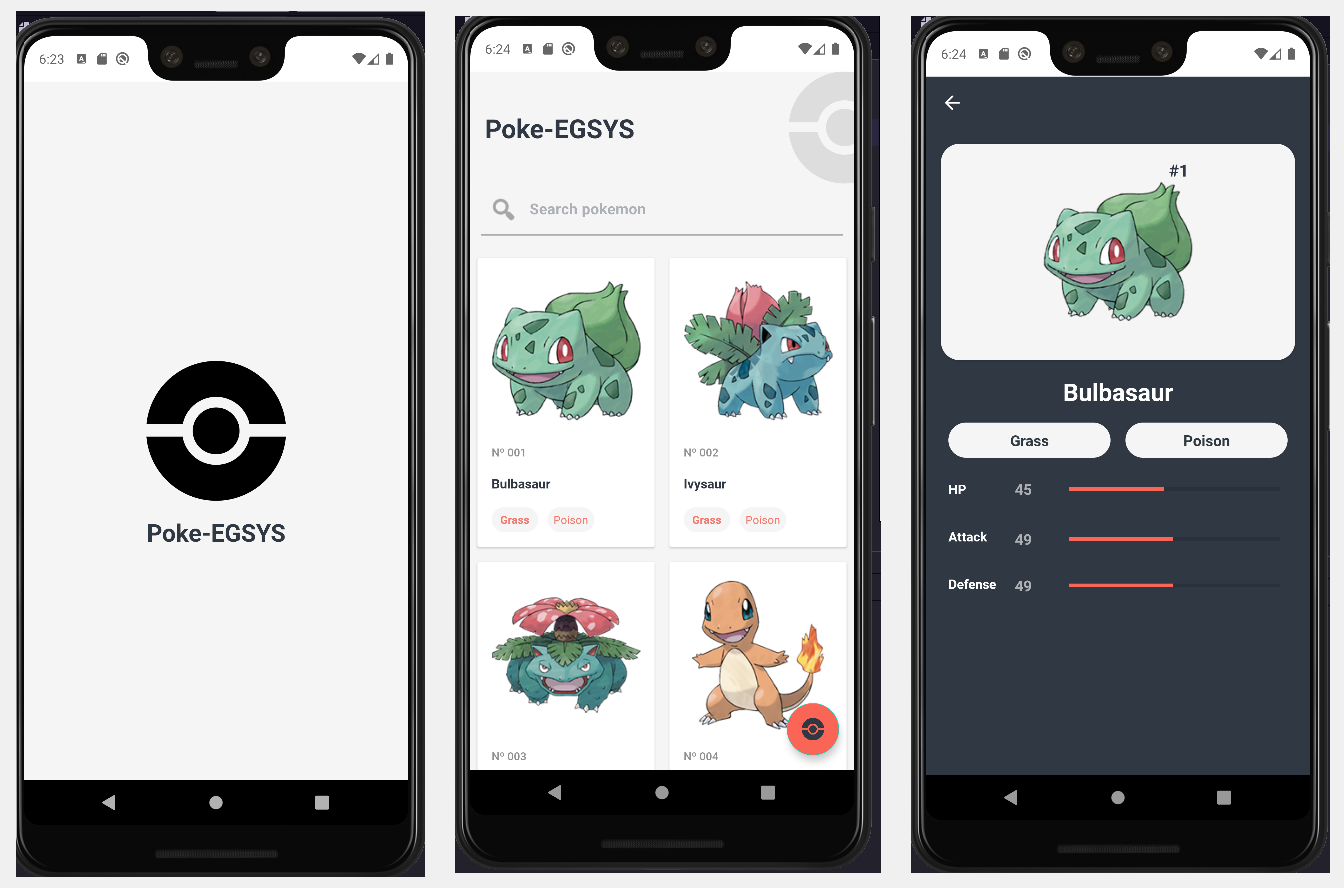 6:23
Poke-EGSYS
6:24
Poke-EGSYS
Search pokemon
Nº 001
Bulbasaur
Grass Poison
Nº 002
Ivysaur
Grass Poison
Nº 003
Nº 004
6:24
#1
Bulbasaur
Grass Poison
HP 45
Attack 49
Defense 49